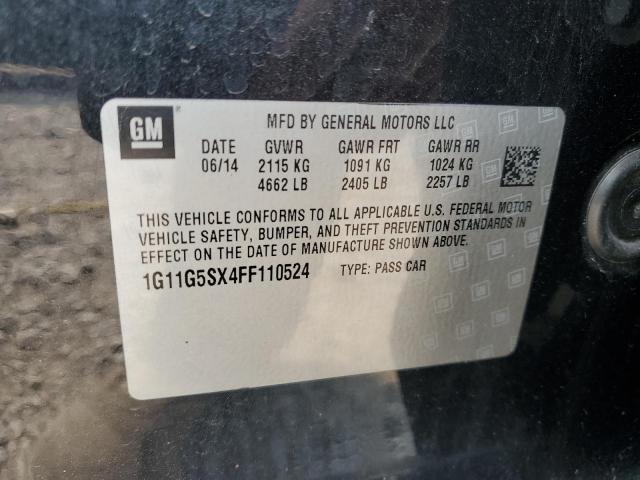 GM
MFD BY GENERAL MOTORS LLC
DATE GVWR GAWR FRT GAWR RR
06/14 2115 KG 1091 KG 1024 KG
4662 LB 2405 LB 2257 LB
THIS VEHICLE CONFORMS TO ALL APPLICABLE U.S. FEDERAL MOTOR
VEHICLE SAFETY, BUMPER, AND THEFT PREVENTION STANDARDS IN
EFFECT ON THE DATE OF MANUFACTURE SHOWN ABOVE.
1G11G5SX4FF110524 TYPE: PASS CAR